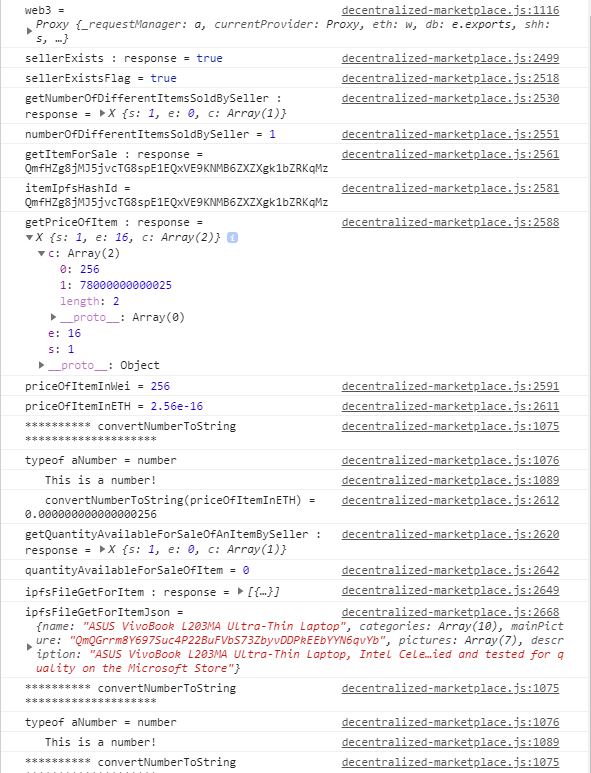 web3 = decentralized-marketplace.js:1116
Proxy {_requestManager: a, currentProvider: Proxy, eth: w, db: e.exports, shh:
s, …}
sellerExists : response = true decentralized-marketplace.js:2499
sellerExistsFlag = true decentralized-marketplace.js:2518
getNumberOfDifferentItemsSoldBySeller : decentralized-marketplace.js:2530
response = ▶X {s: 1, e: 0, c: Array(1)}
numberOfDifferentItemsSoldBySeller = 1 decentralized-marketplace.js:2551
getItemForSale : response = decentralized-marketplace.js:2561
QmfHZg8jMJ5jvcTG8spE1EQxVE9KNMB6ZXZXgk1bZRKqMz
itemIpfsHashId = decentralized-marketplace.js:2581
QmfHZg8jMJ5jvcTG8spE1EQxVE9KNMB6ZXZXgk1bZRKqMz
getPriceOfItem : response = decentralized-marketplace.js:2588
▼X {s: 1, e: 16, c: Array(2)} i
▼c: Array(2)
0: 256
1: 78000000000025
length: 2
▶__proto__: Array(0)
e: 16
s: 1
▶__proto__: Object
priceOfItemInWei = 256 decentralized-marketplace.js:2591
priceOfItemInETH = 2.56e-16 decentralized-marketplace.js:2611
********** convertNumberToString decentralized-marketplace.js:1075
********************
typeof aNumber = number decentralized-marketplace.js:1076
This is a number! decentralized-marketplace.js:1089
convertNumberToString(priceOfItemInETH) = decentralized-marketplace.js:2612
0.000000000000000256
getQuantityAvailableForSaleOfAnItemBySeller : decentralized-marketplace.js:2620
response = ▶X {s: 1, e: 0, c: Array(1)}
quantityAvailableForSaleOfItem = 0 decentralized-marketplace.js:2642
ipfsFileGetForItem : response = ▶[{…}] decentralized-marketplace.js:2649
ipfsFileGetForItemJson = decentralized-marketplace.js:2668
{name: "ASUS VivoBook L203MA Ultra-Thin Laptop", categories: Array(10), mainPict
ure: "QmQGrrm8Y697Suc4P22BuFVbS73ZbyvDDPkEEbYYN6qvYb", pictures: Array(7), descr
iption: "ASUS VivoBook L203MA Ultra-Thin Laptop, Intel Cele…ied and tested for q
uality on the Microsoft Store"}
********** convertNumberToString decentralized-marketplace.js:1075
********************
typeof aNumber = number decentralized-marketplace.js:1076
This is a number! decentralized-marketplace.js:1089
********** convertNumberToString decentralized-marketplace.js:1075